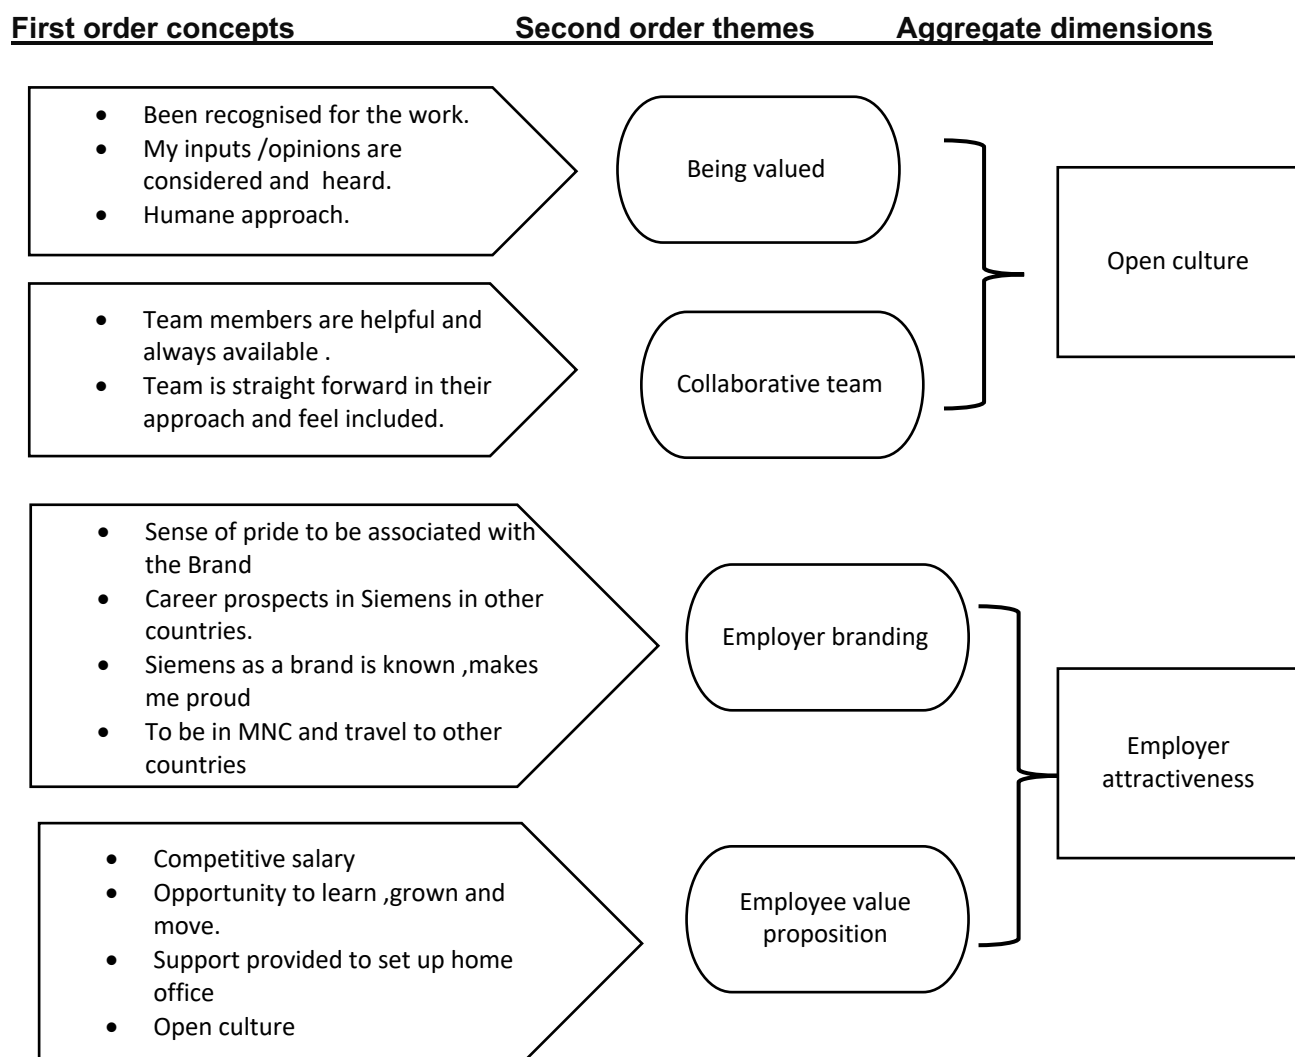 First order concepts Second order themes Aggregate dimensions
• Been recognised for the work.
• My inputs /opinions are
considered and heard.
• Humane approach.
Being valued
Open culture
• Team members are helpful and
always available .
• Team is straight forward in their
approach and feel included.
Collaborative team
• Sense of pride to be associated with
the Brand
• Career prospects in Siemens in other
countries.
• Siemens as a brand is known ,makes
me proud
• To be in MNC and travel to other
countries
Employer branding
Employer
attractiveness
• Competitive salary
• Opportunity to learn ,grown and
move.
• Support provided to set up home
office
• Open culture
Employee value
proposition